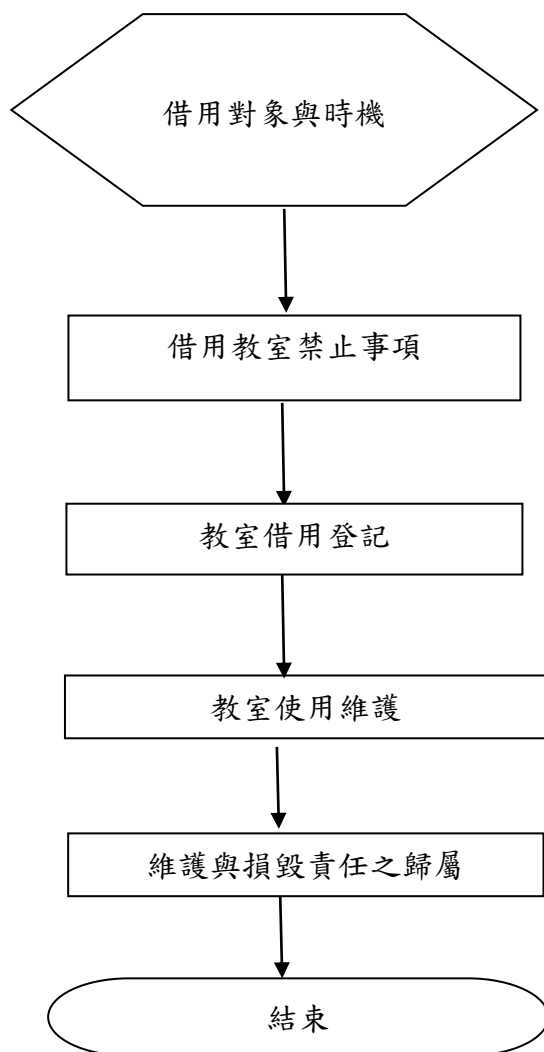 借用對象與時機
借用教室禁止事項
教室借用登記
教室使用維護
維護與損毀責任之歸屬
結束